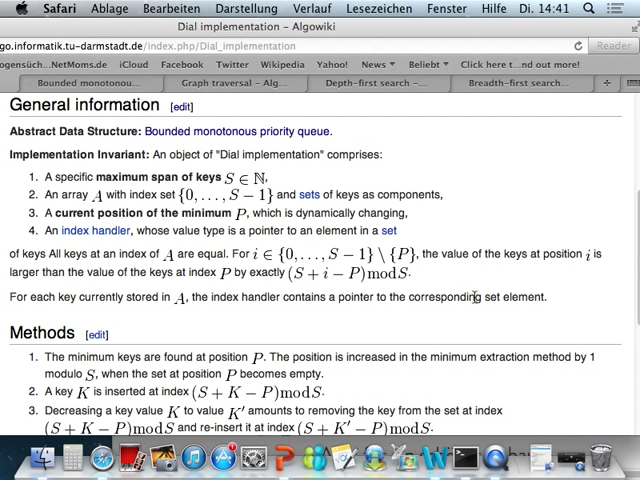 Safari Ablage Bearbeiten Darstellung Verlauf Lesezeichen Fenster Hilfe Di. 14:41
Dial implementation - Algowiki
go.informatik.tu-darmstadt.de/index.php/Dial_implementation Reader
NetMoms.de iCloud Facebook Twitter Wikipedia Yahoo! News Beliebt Click here t...nd out more!
Bounded monotonou... Graph traversal - Alg... Depth-first search -... Breadth-first search...
General information [edit]
Abstract Data Structure: Bounded monotonous priority queue.
Implementation Invariant: An object of "Dial implementation" comprises:
1. A specific maximum span of keys S ∈ ℕ,
2. An array A with index set {0, . . . , S − 1} and sets of keys as components,
3. A current position of the minimum P, which is dynamically changing,
4. An index handler, whose value type is a pointer to an element in a set
of keys All keys at an index of A are equal. For i ∈ {0, . . . , S − 1} \ {P}, the value of the keys at position i is
larger than the value of the keys at index P by exactly (S + i − P)modS.
For each key currently stored in A, the index handler contains a pointer to the corresponding set element.
Methods [edit]
1. The minimum keys are found at position P. The position is increased in the minimum extraction method by 1
modulo S, when the set at position P becomes empty.
2. A key K is inserted at index (S + K − P)modS.
3. Decreasing a key value K to value K′ amounts to removing the key from the set at index
(S + K − P)modS and re-insert it at index (S + K′ − P)modS.